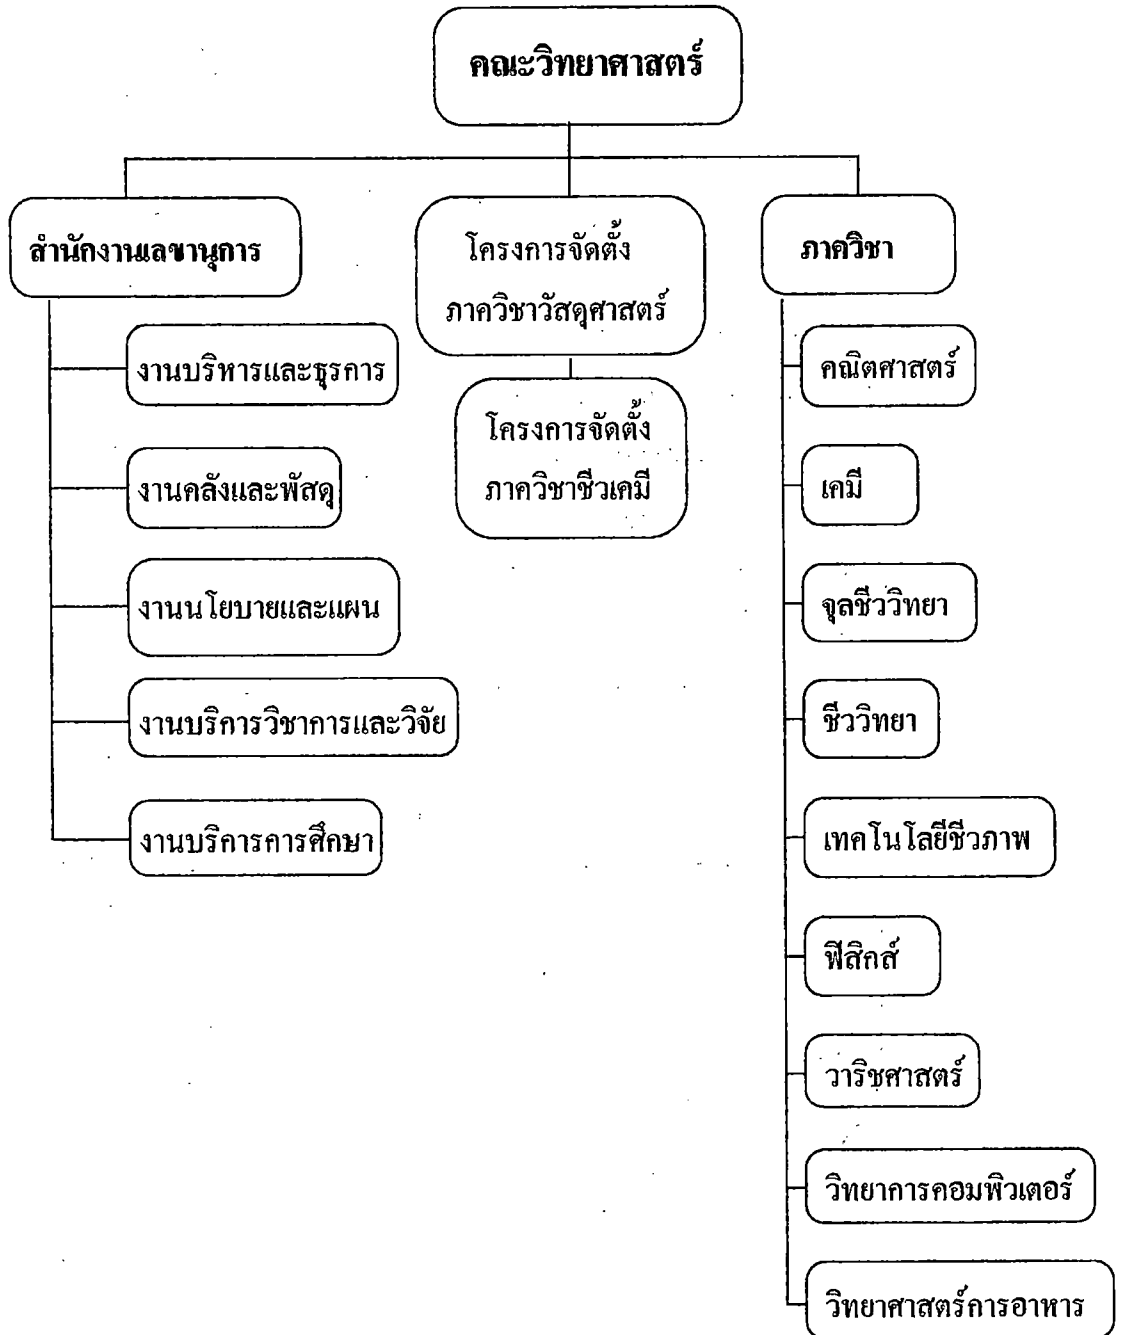 คณะวิทยาศาสตร์
สำนักงานเลขานุการ
งานบริหารและธุรการ
งานคลังและพัสดุ
งานนโยบายและแผน
งานบริการวิชาการและวิจัย
งานบริการการศึกษา
โครงการจัดตั้ง
ภาควิชาวัสดุศาสตร์
โครงการจัดตั้ง
ภาควิชาชีวเคมี
ภาควิชา
คณิตศาสตร์
เคมี
จุลชีววิทยา
ชีววิทยา
เทคโนโลยีชีวภาพ
ฟิสิกส์
วาริชศาสตร์
วิทยาการคอมพิวเตอร์
วิทยาศาสตร์การอาหาร